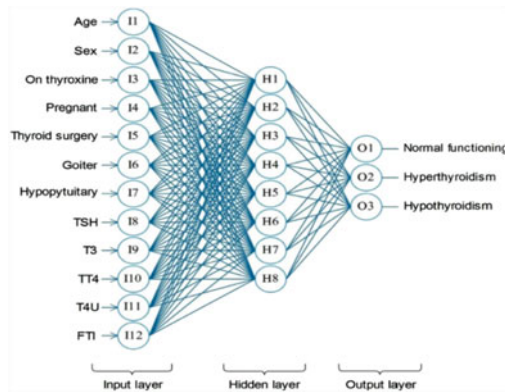 Age I1
Sex I2
On thyroxine I3 H1
Pregnant I4 H2
Thyroid surgery I5 H3
Goiter I6 H4 O1 Normal functioning
Hypopytuitary I7 H5 O2 Hyperthyroidism
TSH I8 H6 O3 Hypothyroidism
T3 I9 H7
TT4 I10 H8
T4U I11
FTI I12
Input layer Hidden layer Output layer